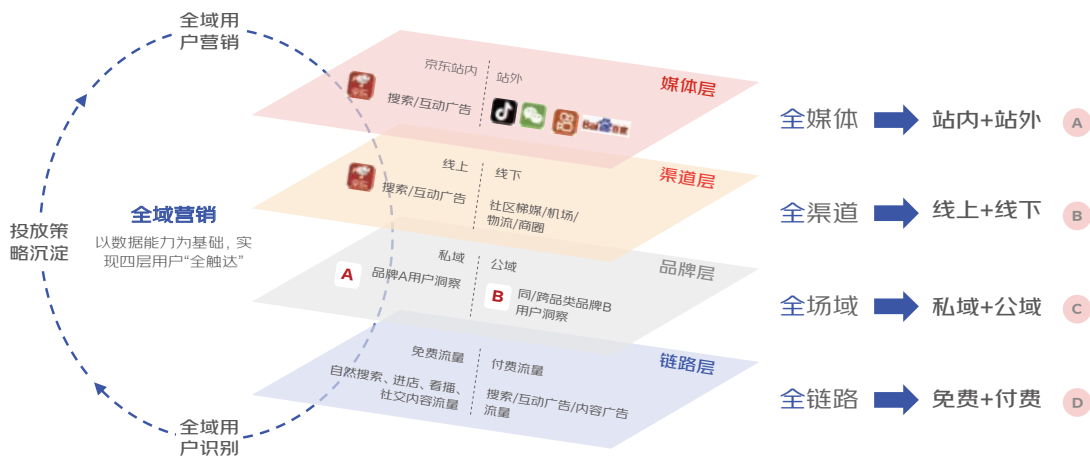 全域用
户营销
投放策
略沉淀
全域营销
以数据能力为基础，实
现四层用户“全触达”
全域用
户识别
媒体层
京东站内
站外
搜索/互动广告
Bai 百度
渠道层
线上
线下
搜索/互动广告
社区梯媒/机场/
物流/商圈
品牌层
私域
公域
A
品牌A用户洞察
B
同/跨品类品牌B
用户洞察
链路层
免费流量
付费流量
自然搜索、进店、看播、
社交内容流量
搜索/互动广告/内容广告
流量
全媒体
站内+站外
A
全渠道
线上+线下
B
全场域
私域+公域
C
全链路
免费+付费
D